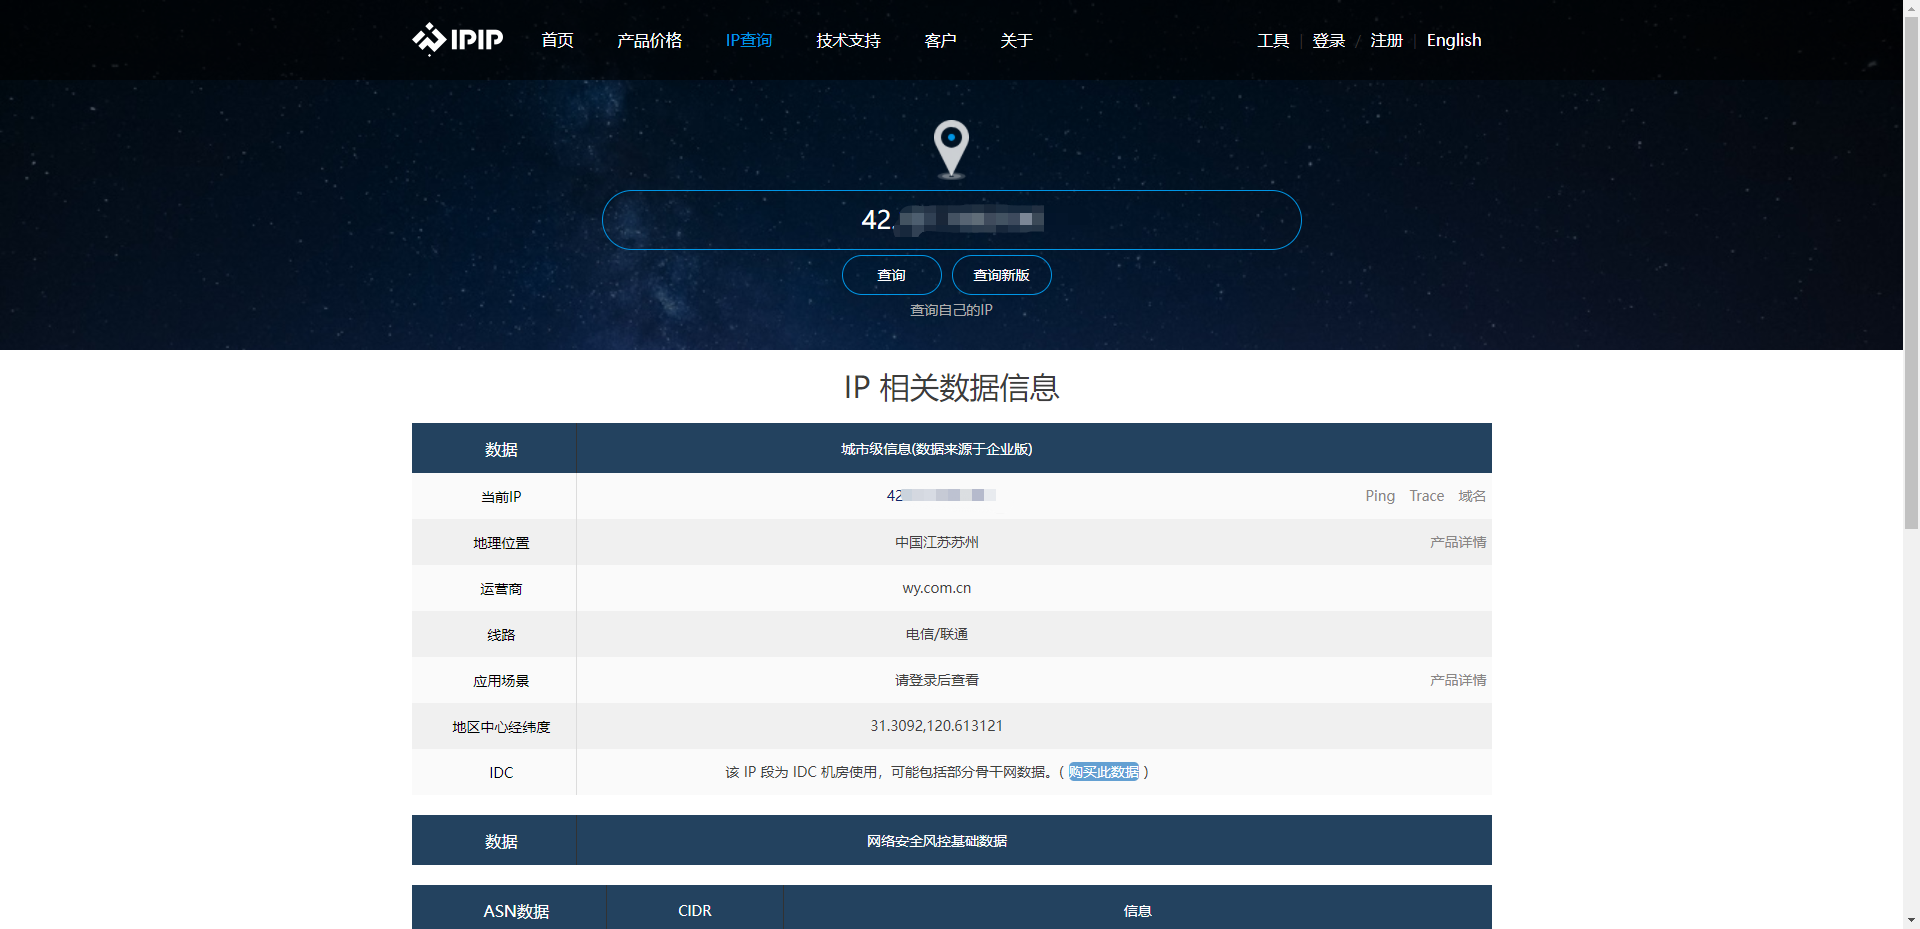 IPIP 首页 产品价格 IP查询 技术支持 客户 关于 工具 | 登录 / 注册 | English
42.
查询 查询新版
查询自己的IP
IP 相关数据信息
数据 城市级信息(数据来源于企业版)
当前IP 42 Ping Trace 域名
地理位置 中国江苏苏州 产品详情
运营商 wy.com.cn
线路 电信/联通
应用场景 请登录后查看 产品详情
地区中心经纬度 31.3092,120.613121
IDC 该 IP 段为 IDC 机房使用，可能包括部分骨干网数据。( 购买此数据 )
数据 网络安全风控基础数据
ASN数据 CIDR 信息